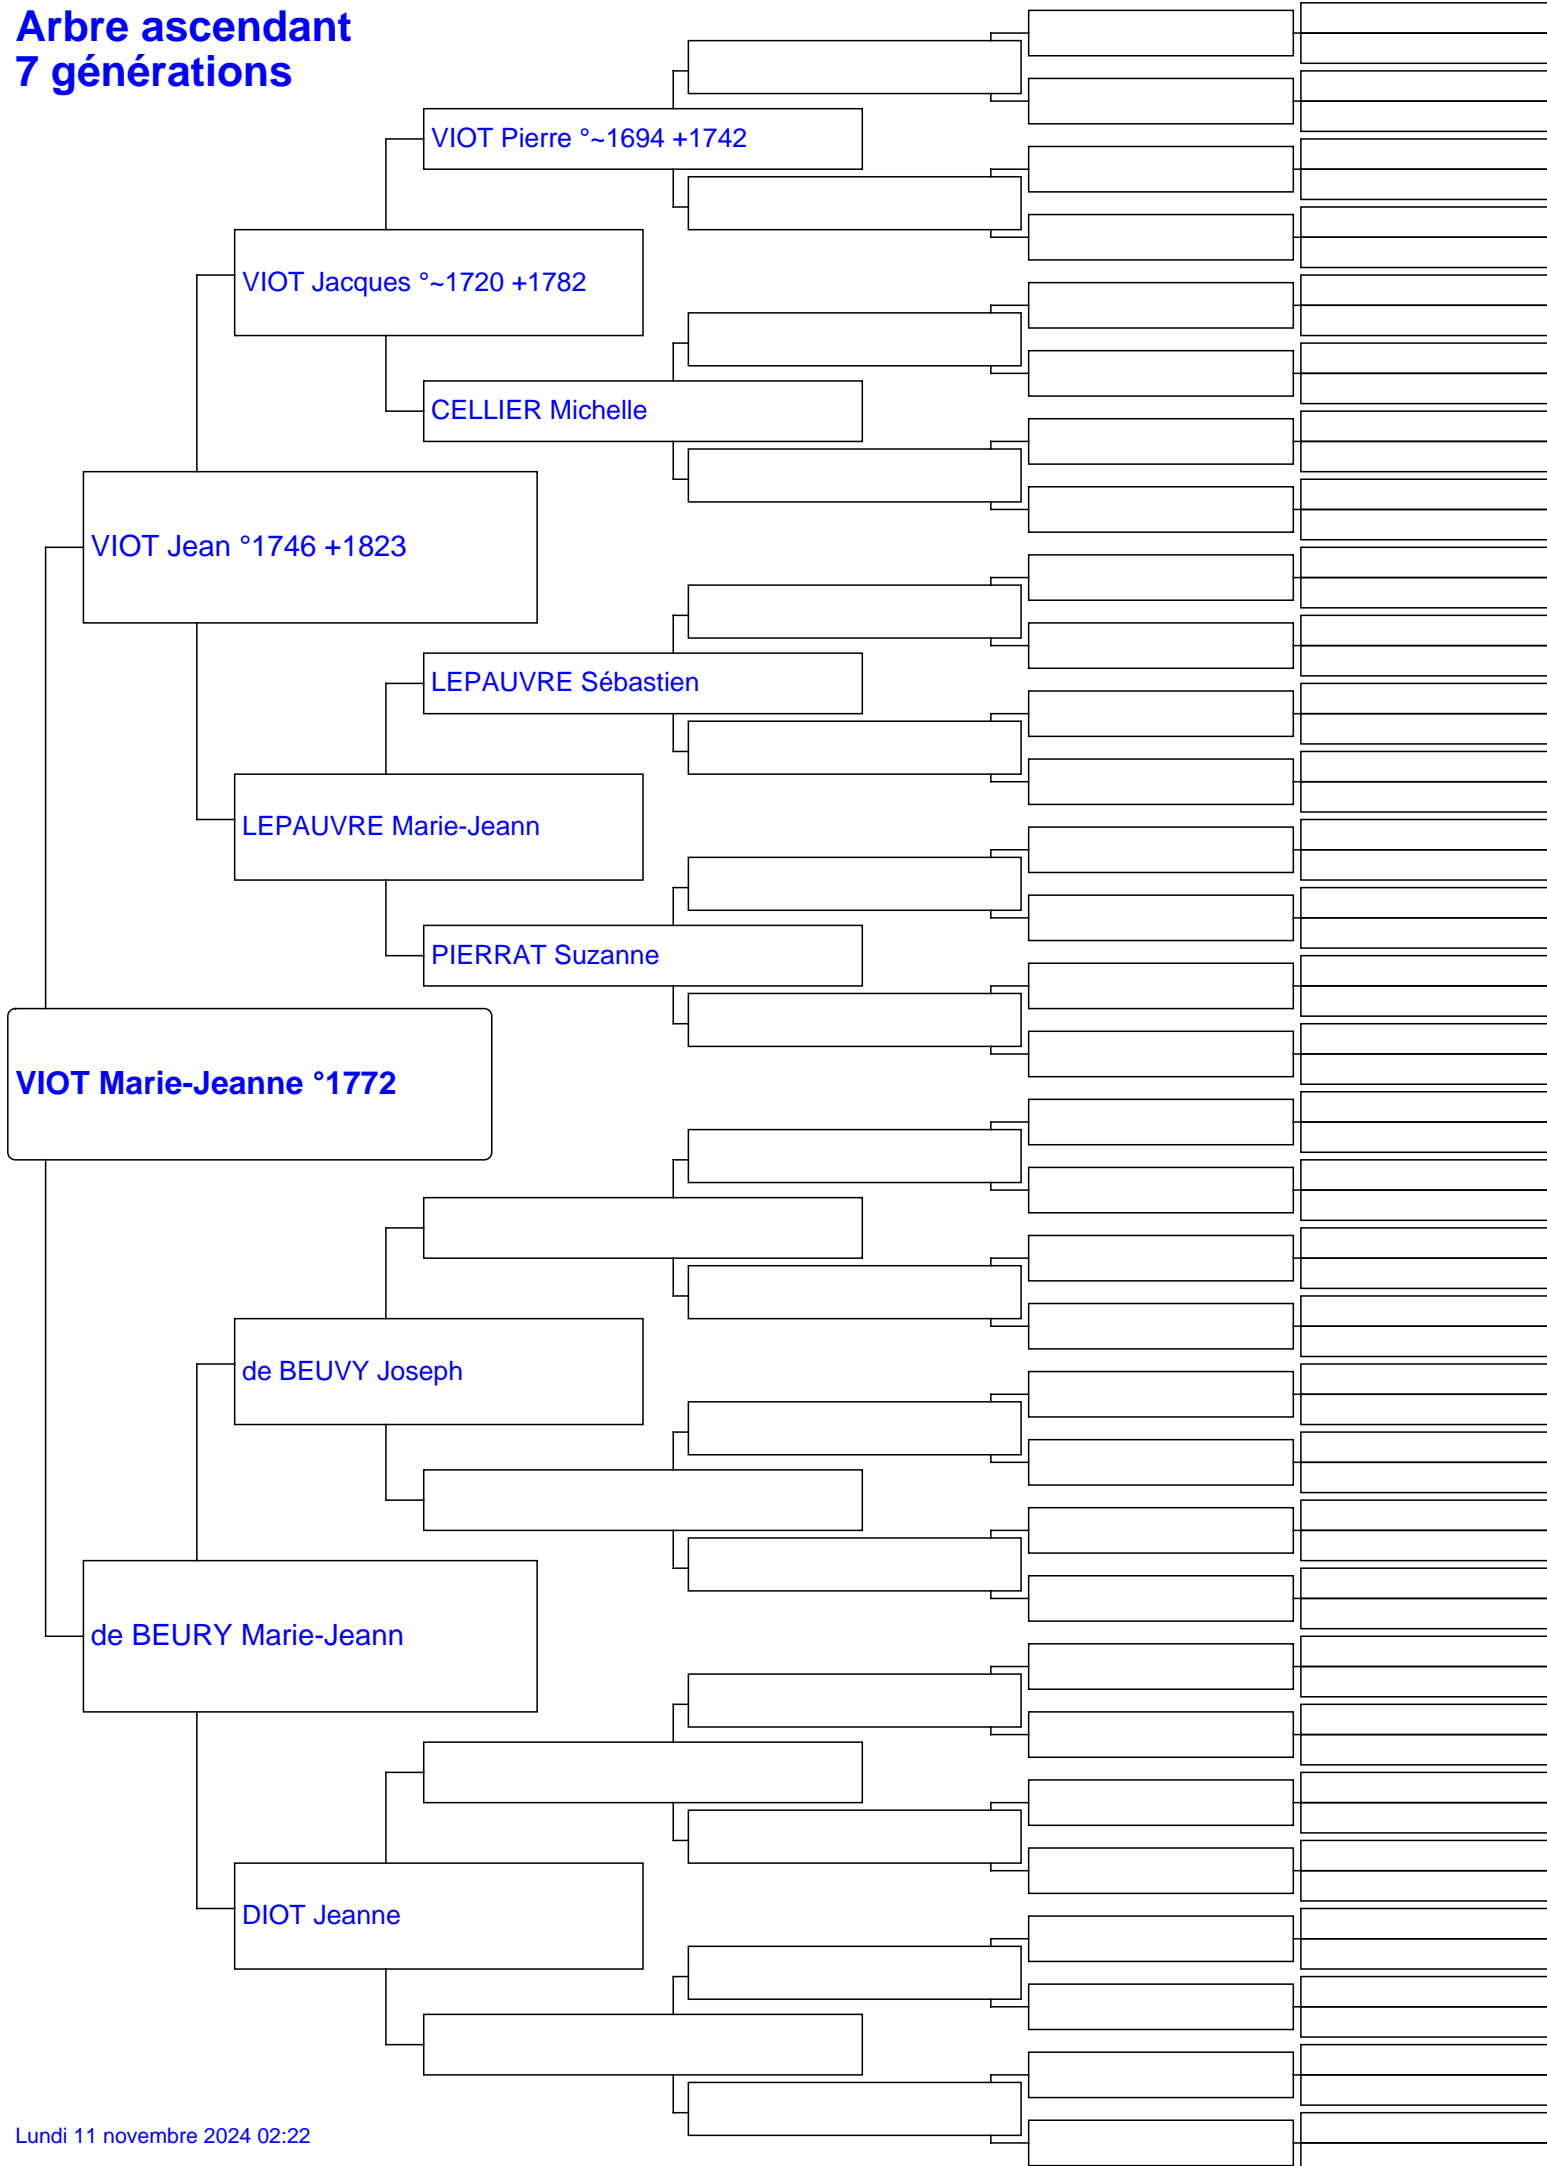 Arbre ascendant
7 générations
VIOT Pierre °~1694 +1742
VIOT Jacques °~1720 +1782
CELLIER Michelle
VIOT Jean °1746 +1823
LEPAUVRE Sébastien
LEPAUVRE Marie-Jeann
PIERRAT Suzanne
VIOT Marie-Jeanne °1772
de BEUVY Joseph
de BEURY Marie-Jeann
DIOT Jeanne
Lundi 11 novembre 2024 02:22